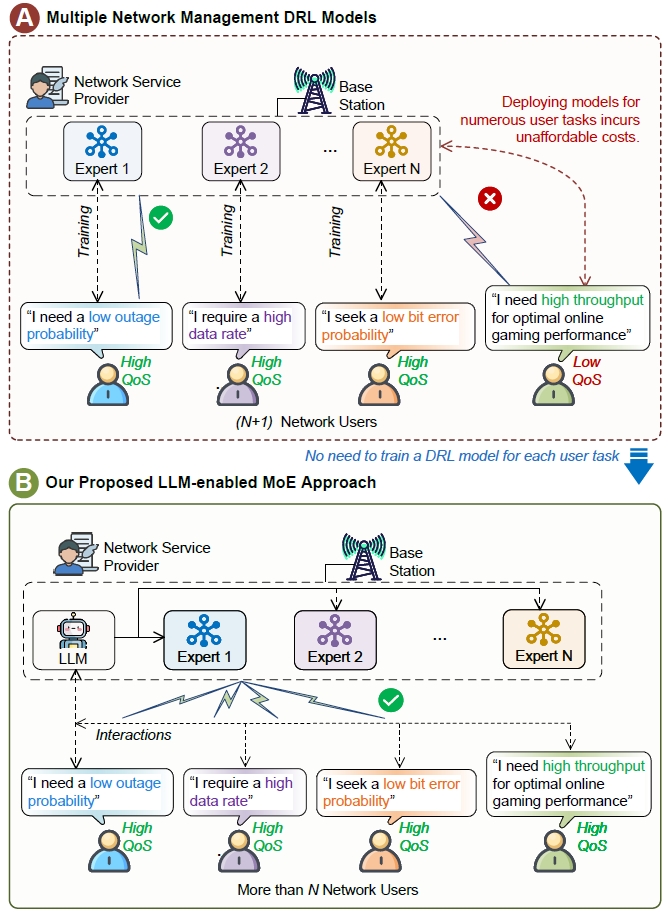 A Multiple Network Management DRL Models
Network Service
Provider
Base
Station
Deploying models for
numerous user tasks incurs
unaffordable costs.
Expert 1
Expert 2
...
Expert N
Training
Training
Training
“I need a low outage
probability”
“I require a high
data rate”
“I seek a low bit error
probability”
“I need high throughput
for optimal online
gaming performance”
High
QoS
High
QoS
High
QoS
Low
QoS
(N+1) Network Users
No need to train a DRL model for each user task
B Our Proposed LLM-enabled MoE Approach
Network Service
Provider
Base
Station
LLM
Expert 1
Expert 2
...
Expert N
Interactions
“I need a low outage
probability”
“I require a high
data rate”
“I seek a low bit error
probability”
“I need high throughput
for optimal online
gaming performance”
High
QoS
High
QoS
High
QoS
High
QoS
More than N Network Users